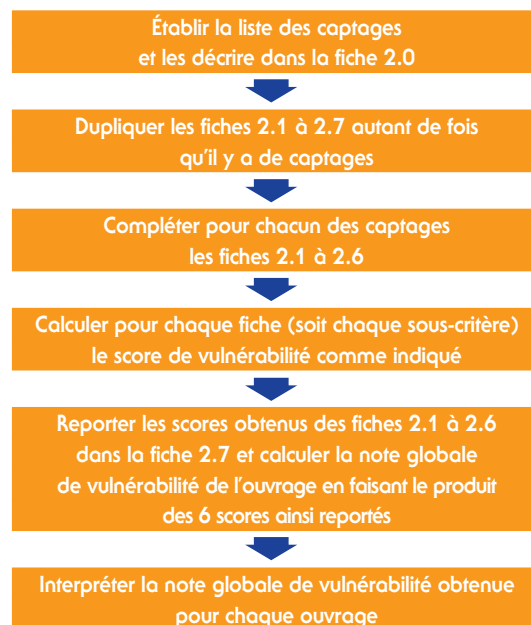 Établir la liste des captages
et les décrire dans la fiche 2.0
Dupliquer les fiches 2.1 à 2.7 autant de fois
qu'il y a de captages
Compléter pour chacun des captages
les fiches 2.1 à 2.6
Calculer pour chaque fiche (soit chaque sous-critère)
le score de vulnérabilité comme indiqué
Reporter les scores obtenus des fiches 2.1 à 2.6
dans la fiche 2.7 et calculer la note globale
de vulnérabilité de l'ouvrage en faisant le produit
des 6 scores ainsi reportés
Interpréter la note globale de vulnérabilité obtenue
pour chaque ouvrage